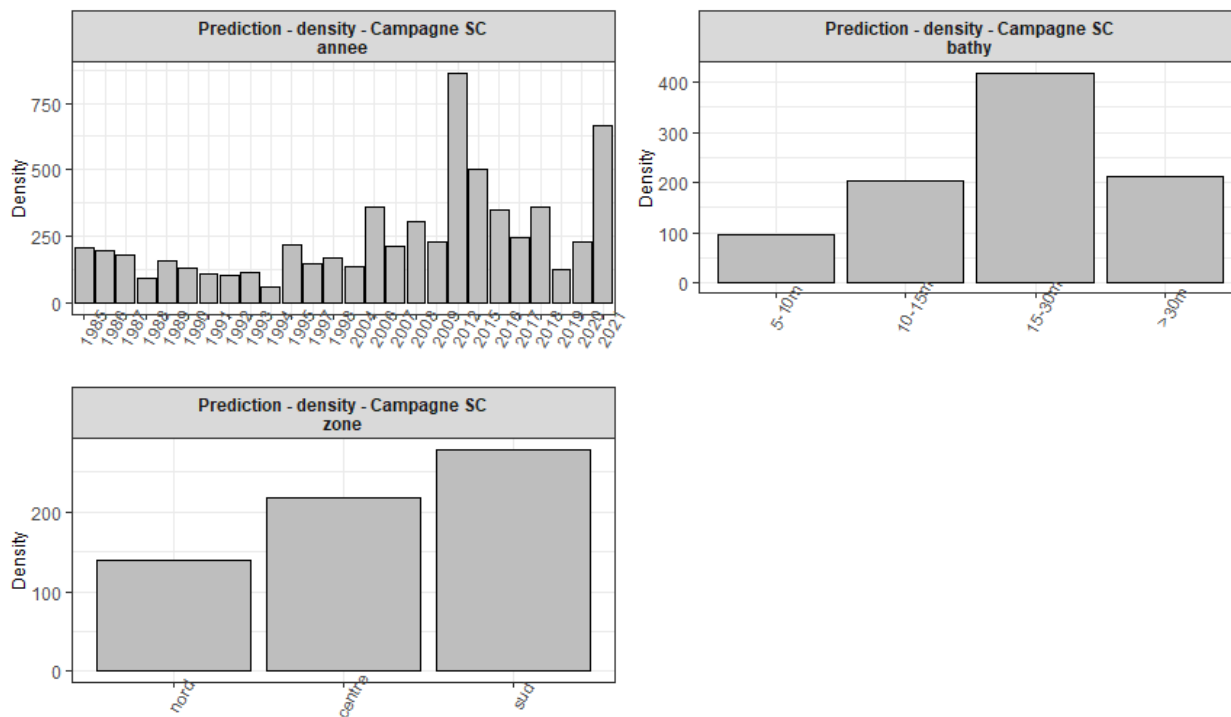 Prediction - density - Campagne SC
annee
Density
750
500
250
0
1985 1986 1987 1988 1989 1990 1991 1992 1993 1994 1995 1997 1998 2004 2006 2007 2008 2009 2012 2015 2016 2017 2018 2019 2020 2021
Prediction - density - Campagne SC
bathy
Density
400
300
200
100
0
5-10m 10-15m 15-30m >30m
Prediction - density - Campagne SC
zone
Density
200
100
0
nord centre sud